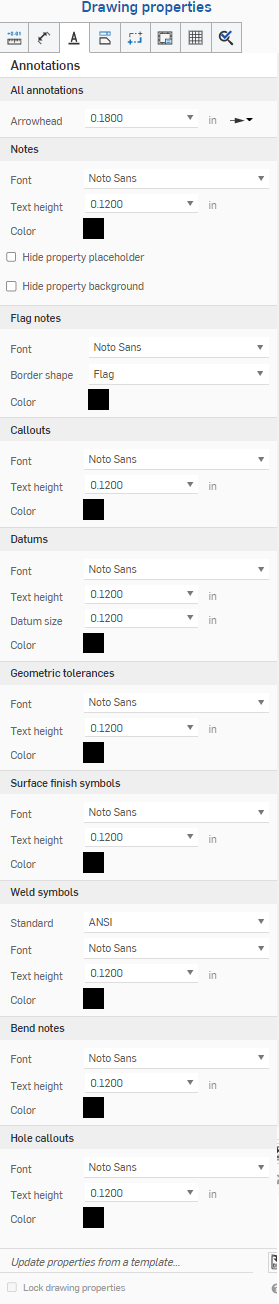 Drawing properties
+0.01 A
Annotations
All annotations
Arrowhead 0.1800 in
Notes
Font Noto Sans
Text height 0.1200 in
Color
Hide property placeholder
Hide property background
Flag notes
Font Noto Sans
Border shape Flag
Color
Callouts
Font Noto Sans
Text height 0.1200 in
Color
Datums
Font Noto Sans
Text height 0.1200 in
Datum size 0.1200 in
Color
Geometric tolerances
Font Noto Sans
Text height 0.1200 in
Color
Surface finish symbols
Font Noto Sans
Text height 0.1200 in
Color
Weld symbols
Standard ANSI
Font Noto Sans
Text height 0.1200 in
Color
Bend notes
Font Noto Sans
Text height 0.1200 in
Color
Hole callouts
Font Noto Sans
Text height 0.1200 in
Color
Update properties from a template...
Lock drawing properties